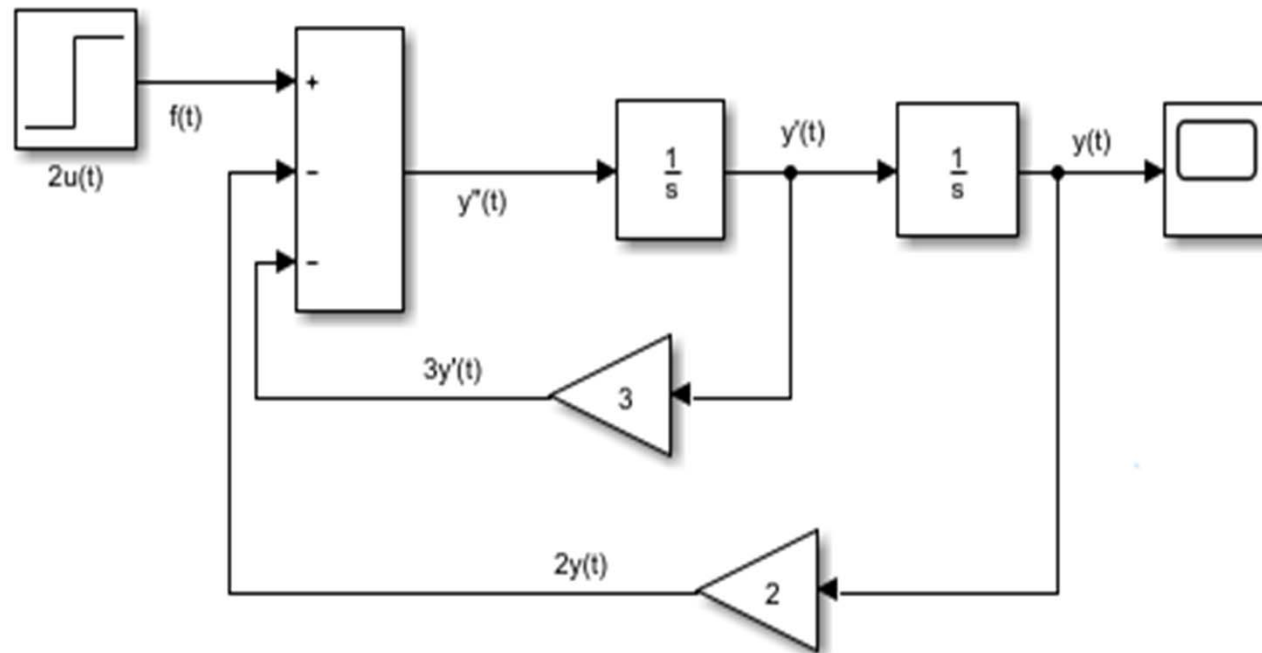 +
f(t)
2u(t)
-
-
y"(t)
1
s
y'(t)
1
s
y(t)
3y'(t)
3
2y(t)
2